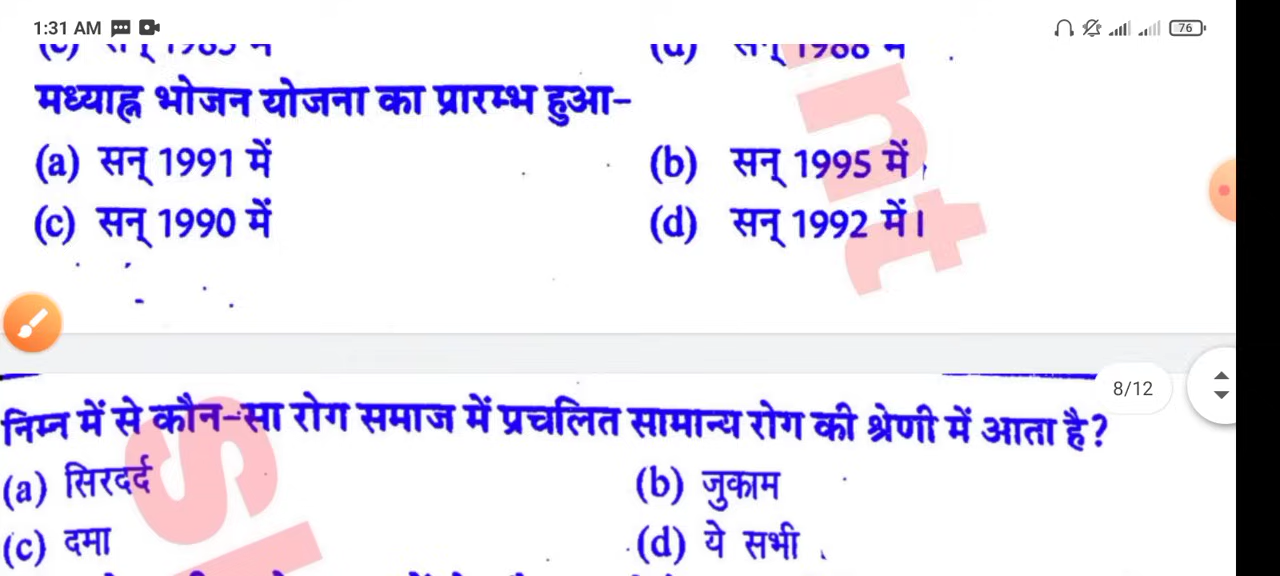 1:31 AM
76
मध्याह्न भोजन योजना का प्रारम्भ हुआ-
(a) सन् 1991 में (b) सन् 1995 में
(c) सन् 1990 में (d) सन् 1992 में।
8/12
निम्न में से कौन-सा रोग समाज में प्रचलित सामान्य रोग की श्रेणी में आता है?
(a) सिरदर्द (b) जुकाम
(c) दमा (d) ये सभी